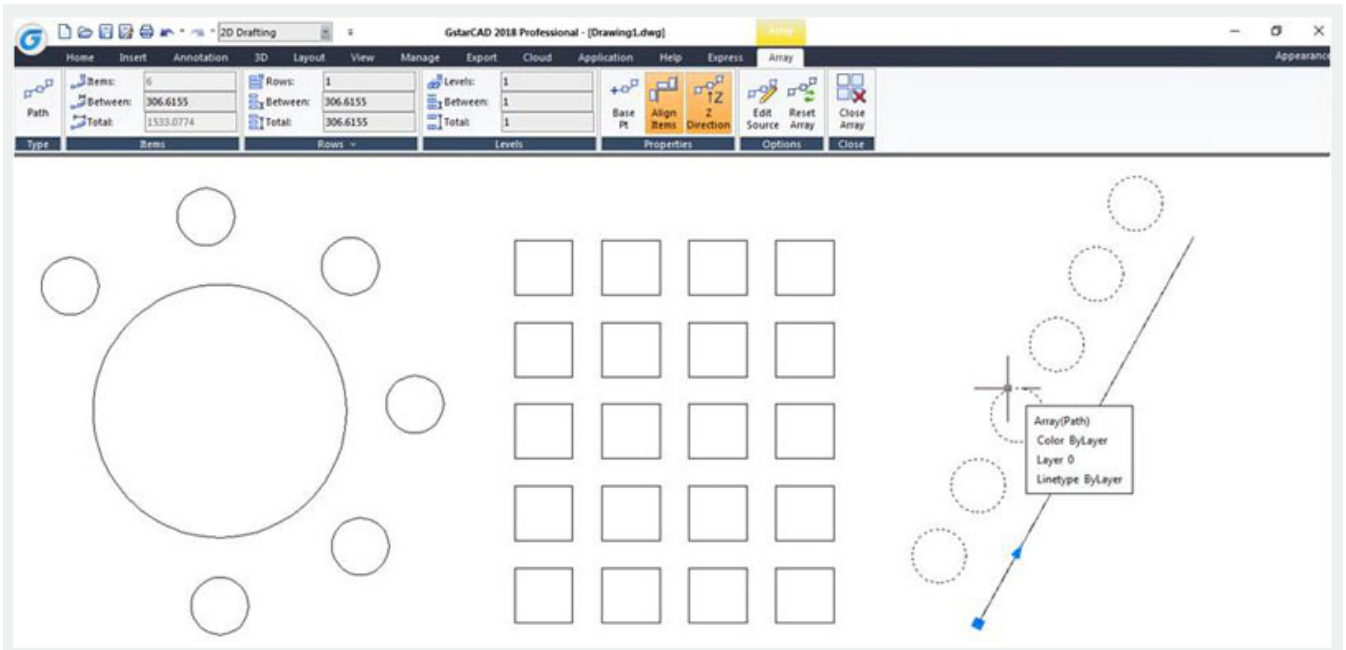 2D Drafting
GstarCAD 2018 Professional - [Drawing1.dwg]
Array
Home Insert Annotation 3D Layout View Manage Export Cloud Application Help Express Array Appearance
Items: 6
Between: 306.6155
Total: 1533.0774
Rows: 1
Between: 306.6155
Total: 306.6155
Levels: 1
Between: 1
Total: 1
Path
Base Pt
Align Items
Z Direction
Edit Source
Reset Array
Close Array
Type Items Rows Levels Properties Options Close
Array(Path)
Color ByLayer
Layer 0
Linetype ByLayer